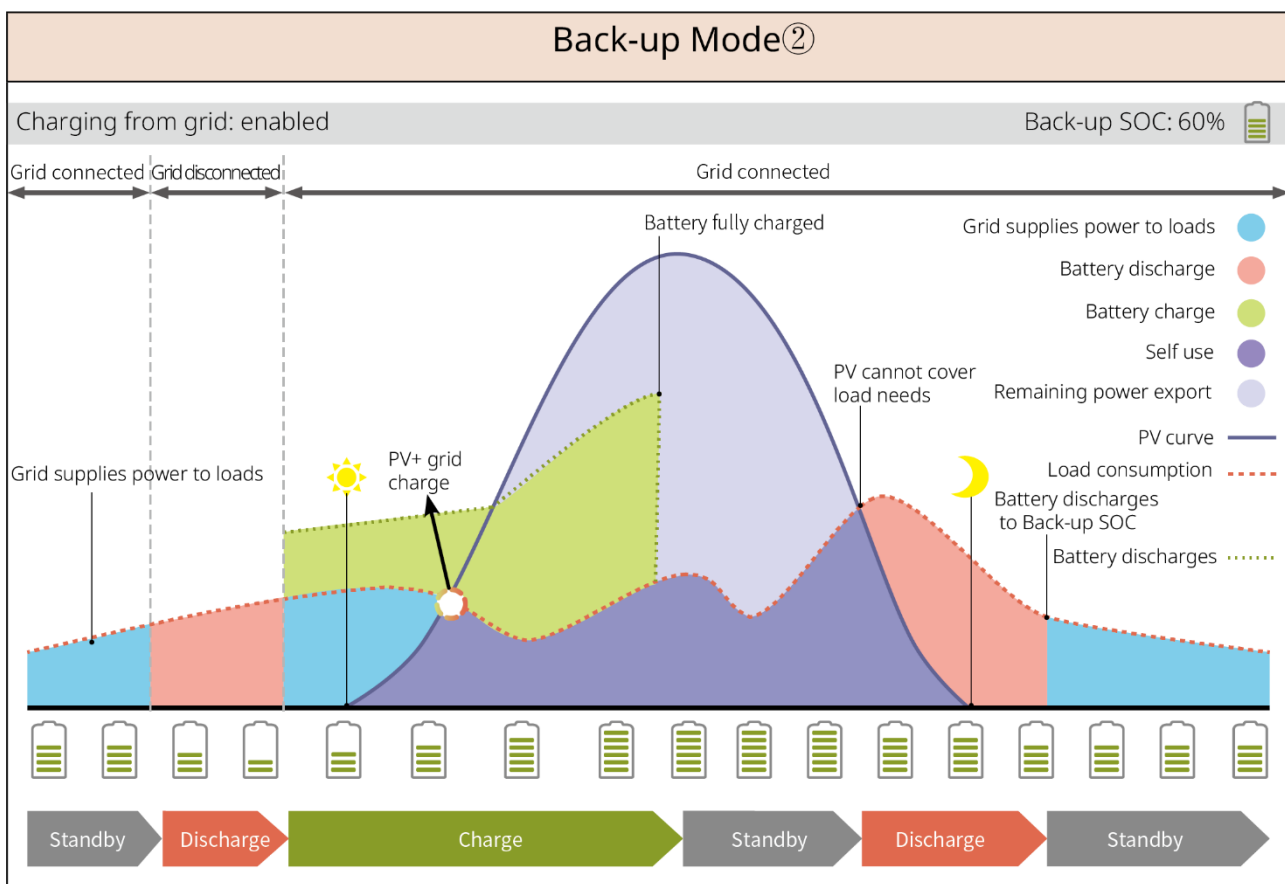 Back-up Mode②
Charging from grid: enabled
Back-up SOC: 60%
Grid connected
Grid disconnected
Grid connected
Battery fully charged
Grid supplies power to loads
Battery discharge
Battery charge
Self use
Remaining power export
PV curve
Load consumption
Battery discharges
PV cannot cover
load needs
Grid supplies power to loads
PV+ grid
charge
Battery discharges
to Back-up SOC
Standby
Discharge
Charge
Standby
Discharge
Standby